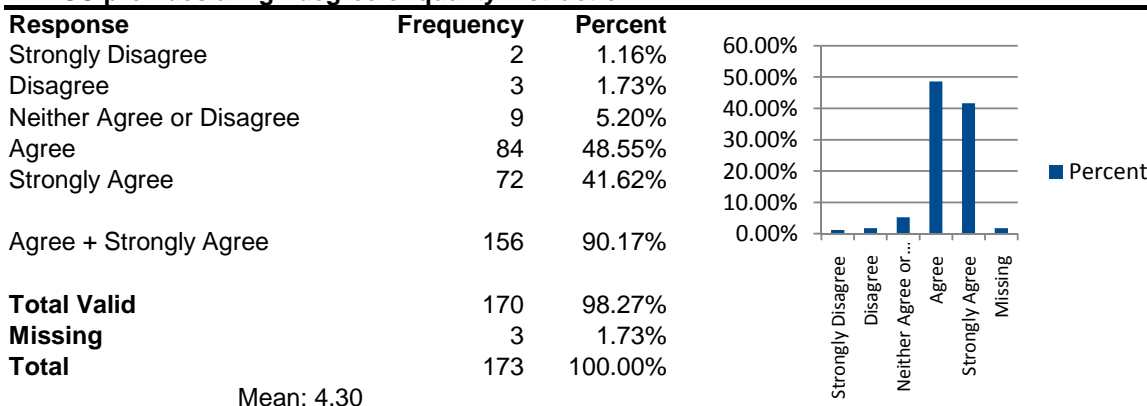 Response Frequency Percent
Strongly Disagree 2 1.16%
Disagree 3 1.73%
Neither Agree or Disagree 9 5.20%
Agree 84 48.55%
Strongly Agree 72 41.62%
Agree + Strongly Agree 156 90.17%
Total Valid 170 98.27%
Missing 3 1.73%
Total 173 100.00%
Mean: 4.30
60.00%
50.00%
40.00%
30.00%
20.00%
10.00%
0.00%
Strongly Disagree
Disagree
Neither Agree or…
Agree
Strongly Agree
Missing
Percent